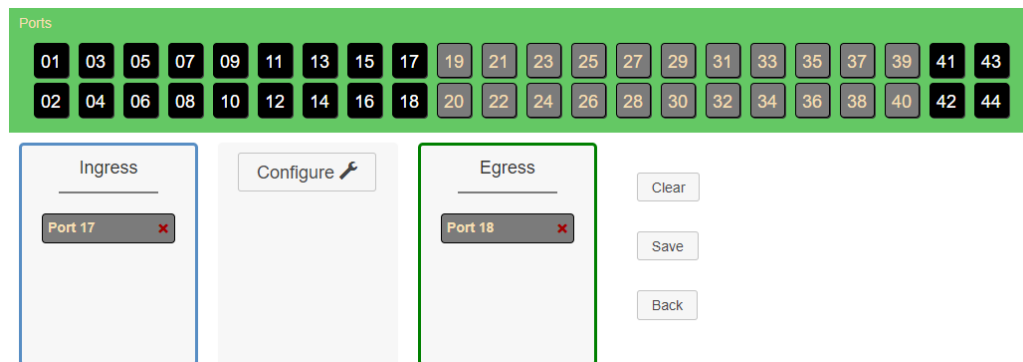 Ports
01 03 05 07 09 11 13 15 17 19 21 23 25 27 29 31 33 35 37 39 41 43
02 04 06 08 10 12 14 16 18 20 22 24 26 28 30 32 34 36 38 40 42 44
Ingress
Port 17
Configure
Egress
Port 18
Clear
Save
Back